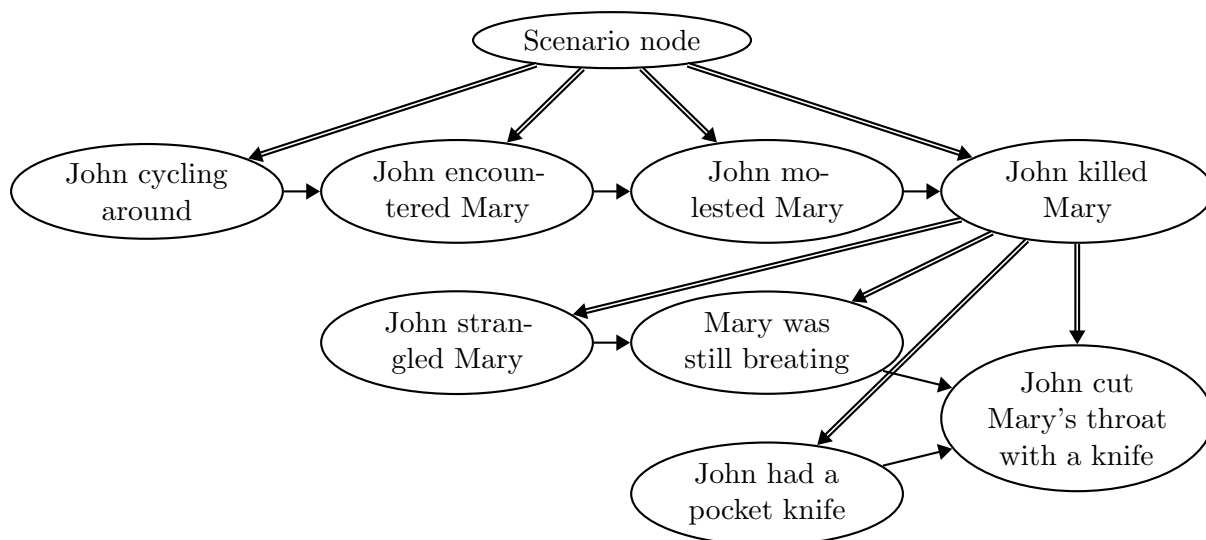 Scenario node
John cycling
around
John encoun-
tered Mary
John mo-
lested Mary
John killed
Mary
John stran-
gled Mary
Mary was
still breating
John cut
Mary's throat
with a knife
John had a
pocket knife